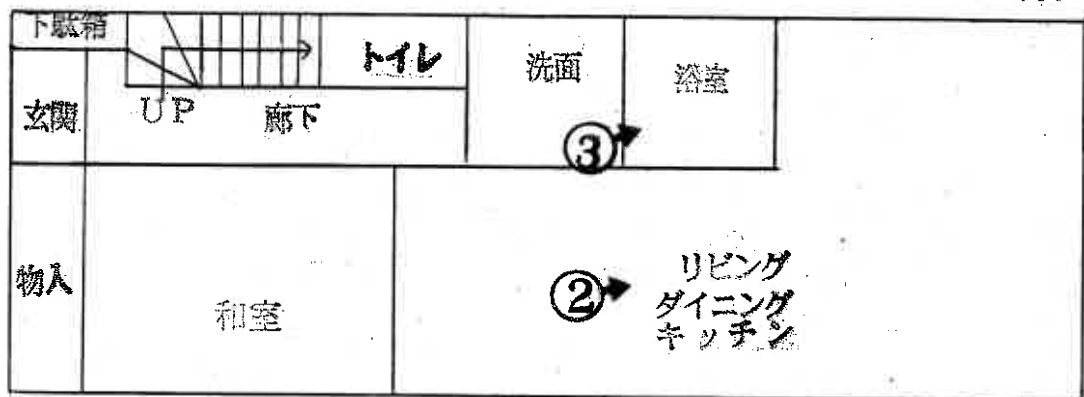 下駄箱
トイレ
洗面
浴室
玄関
UP
廊下
③
物入
和室
②
リビング
ダイニング
キッチン